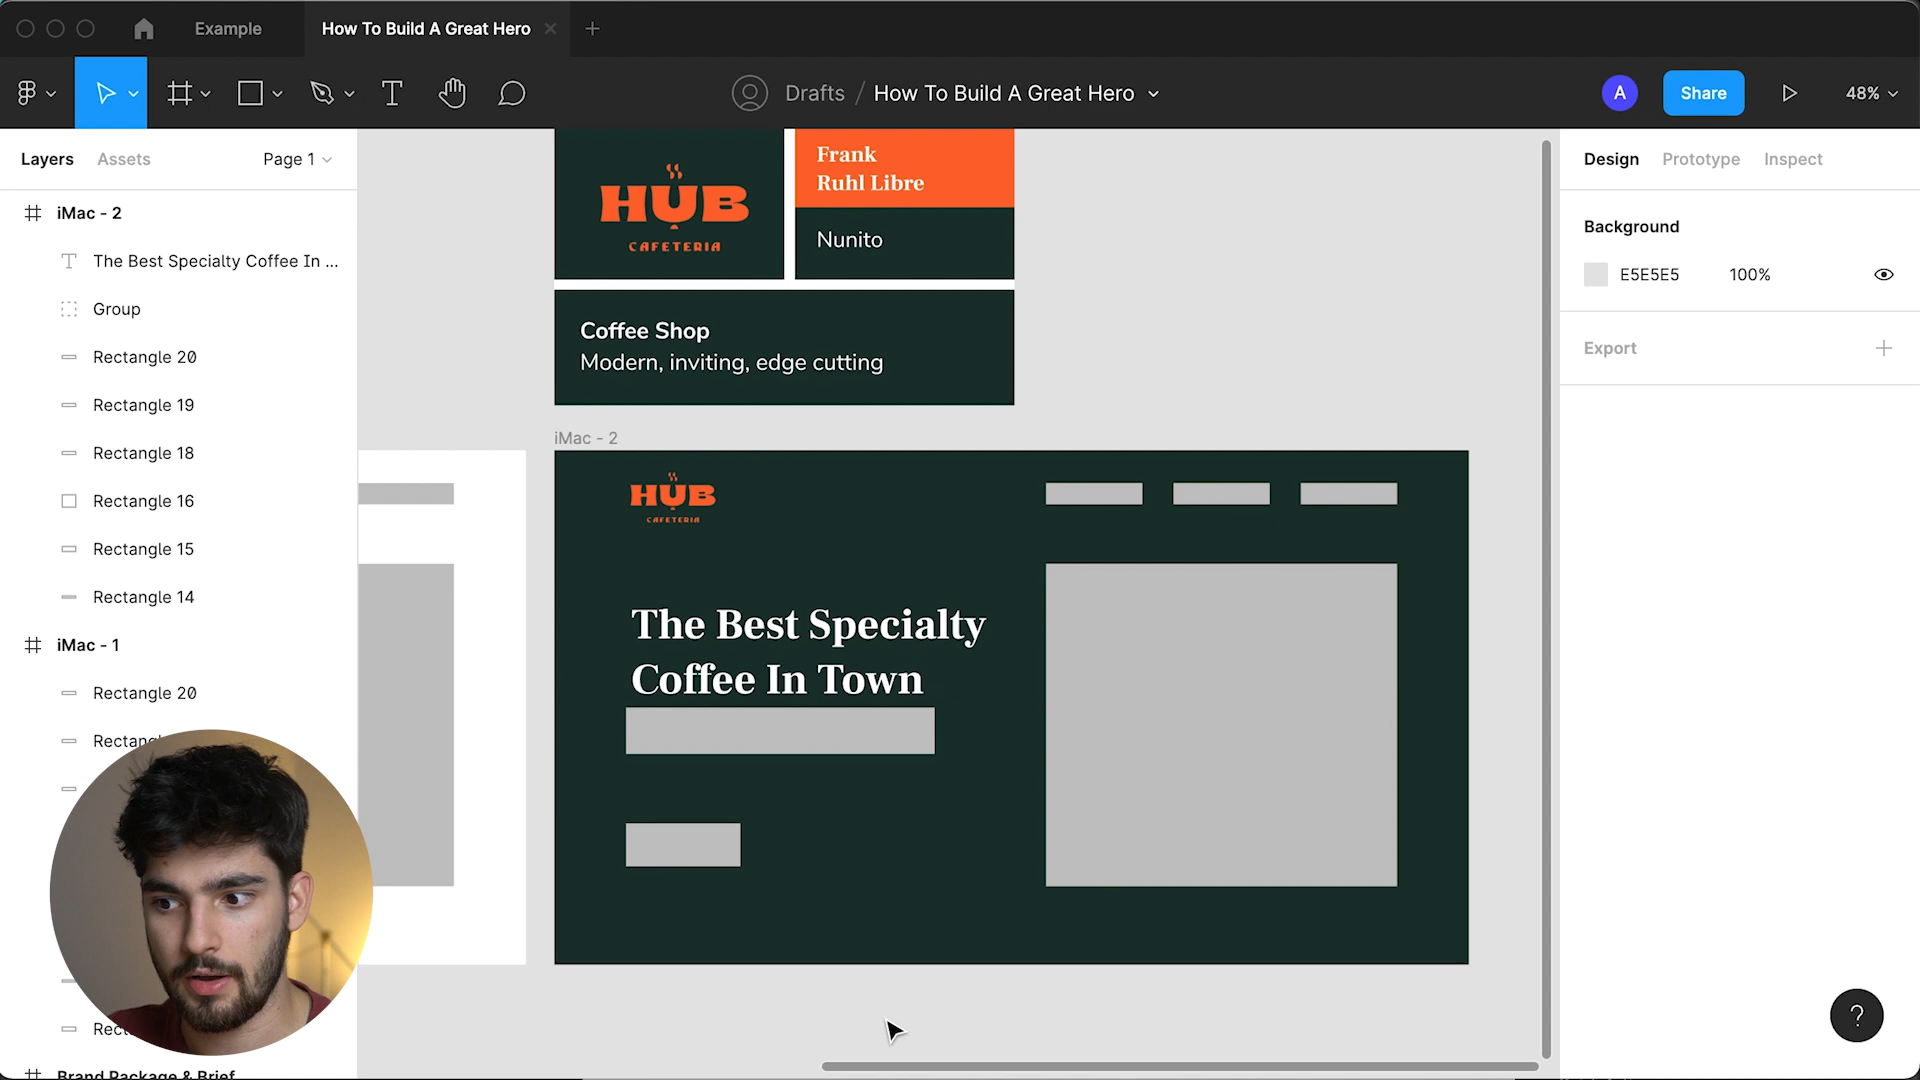 Example
How To Build A Great Hero
Drafts / How To Build A Great Hero
A
Share
48%
Layers
Assets
Page 1
iMac - 2
The Best Specialty Coffee In ...
Group
Rectangle 20
Rectangle 19
Rectangle 18
Rectangle 16
Rectangle 15
Rectangle 14
iMac - 1
Rectangle 20
Brand Package & Brief
HUB
CAFETERIA
Frank
Ruhl Libre
Nunito
Coffee Shop
Modern, inviting, edge cutting
iMac - 2
HUB
CAFETERIA
The Best Specialty
Coffee In Town
Design
Prototype
Inspect
Background
E5E5E5
100%
Export
?